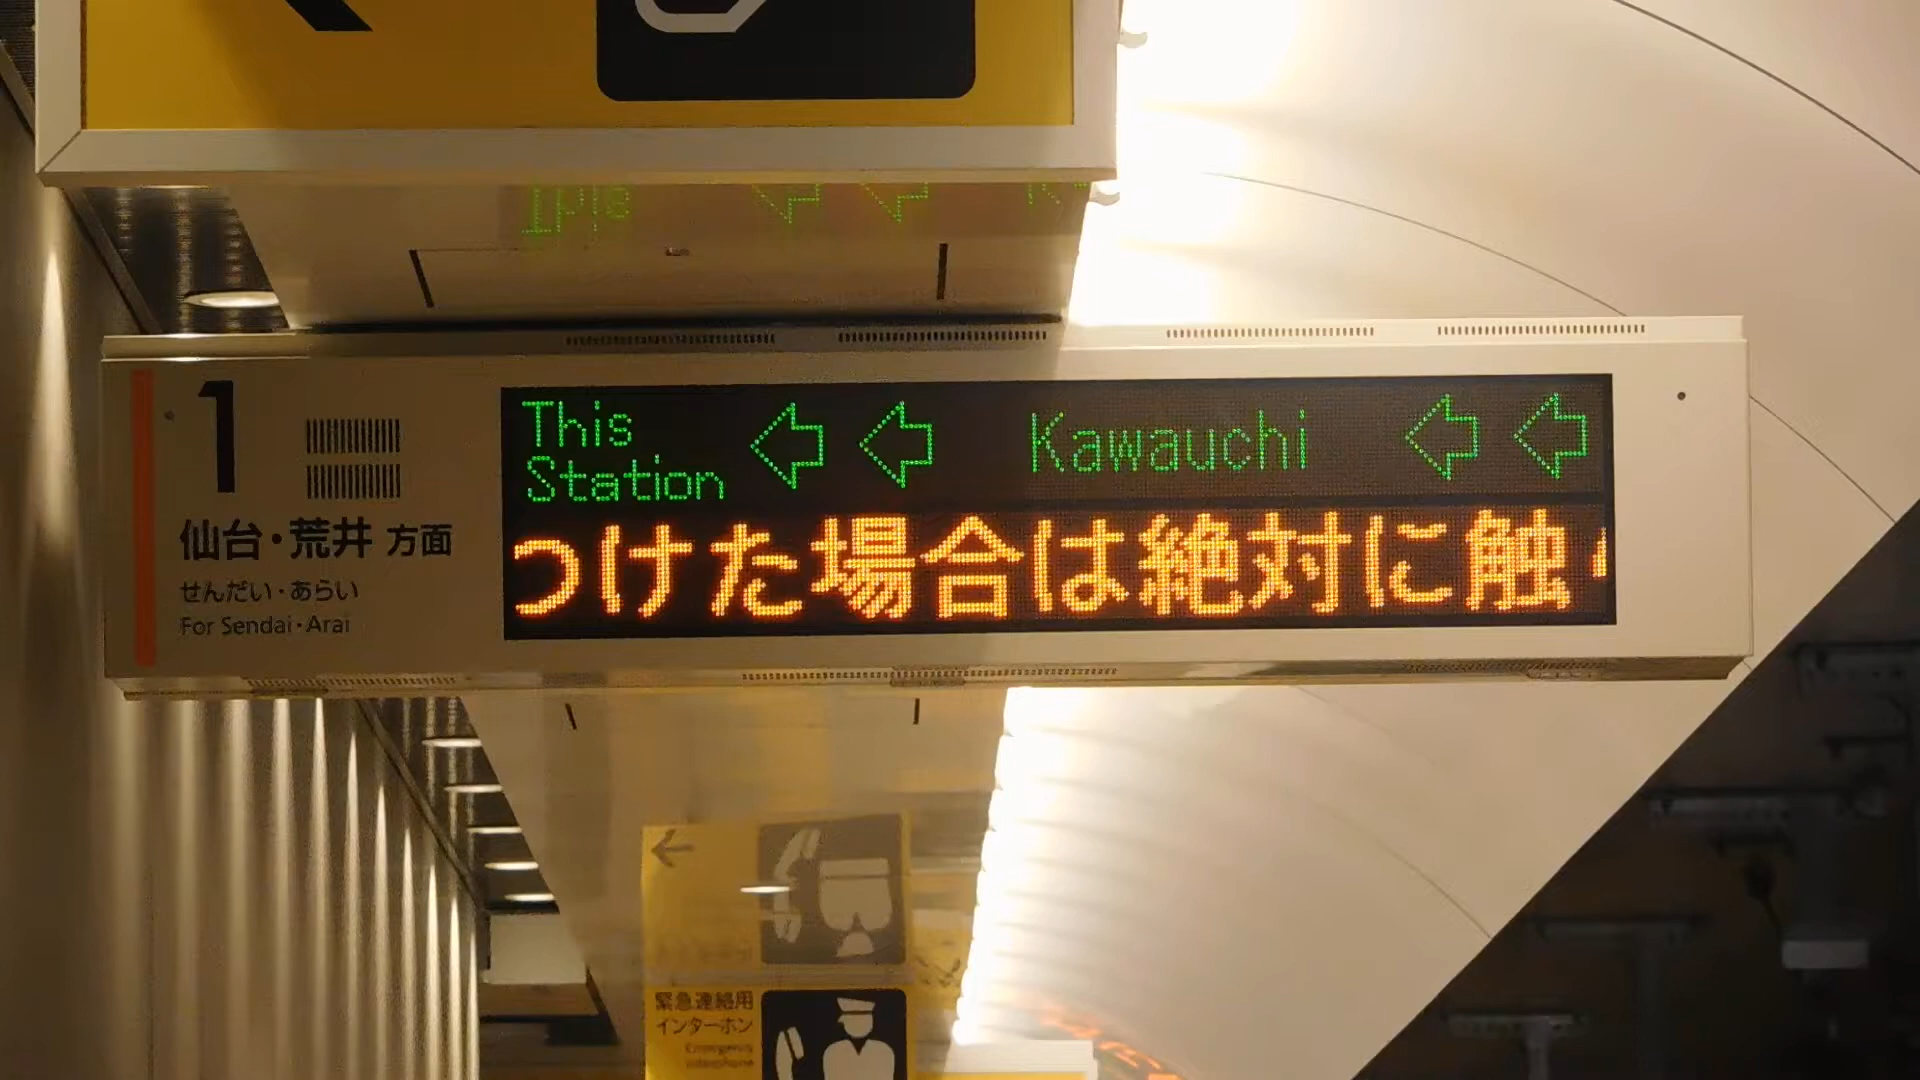 1
仙台・荒井 方面
せんだい・あらい
For Sendai・Arai
This Station ⇦ ⇦ Kawauchi ⇦ ⇦
つけた場合は絶対に触
緊急連絡用
インターホン
Emergency